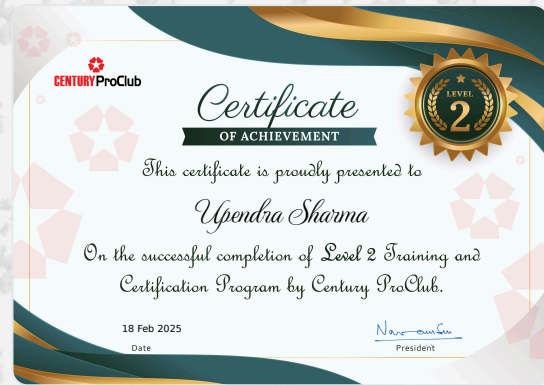 CENTURY ProClub
Certificate
OF ACHIEVEMENT
LEVEL
2
This certificate is proudly presented to
Upendra Sharma
On the successful completion of Level 2 Training and
Certification Program by Century ProClub.
18 Feb 2025
Date
President